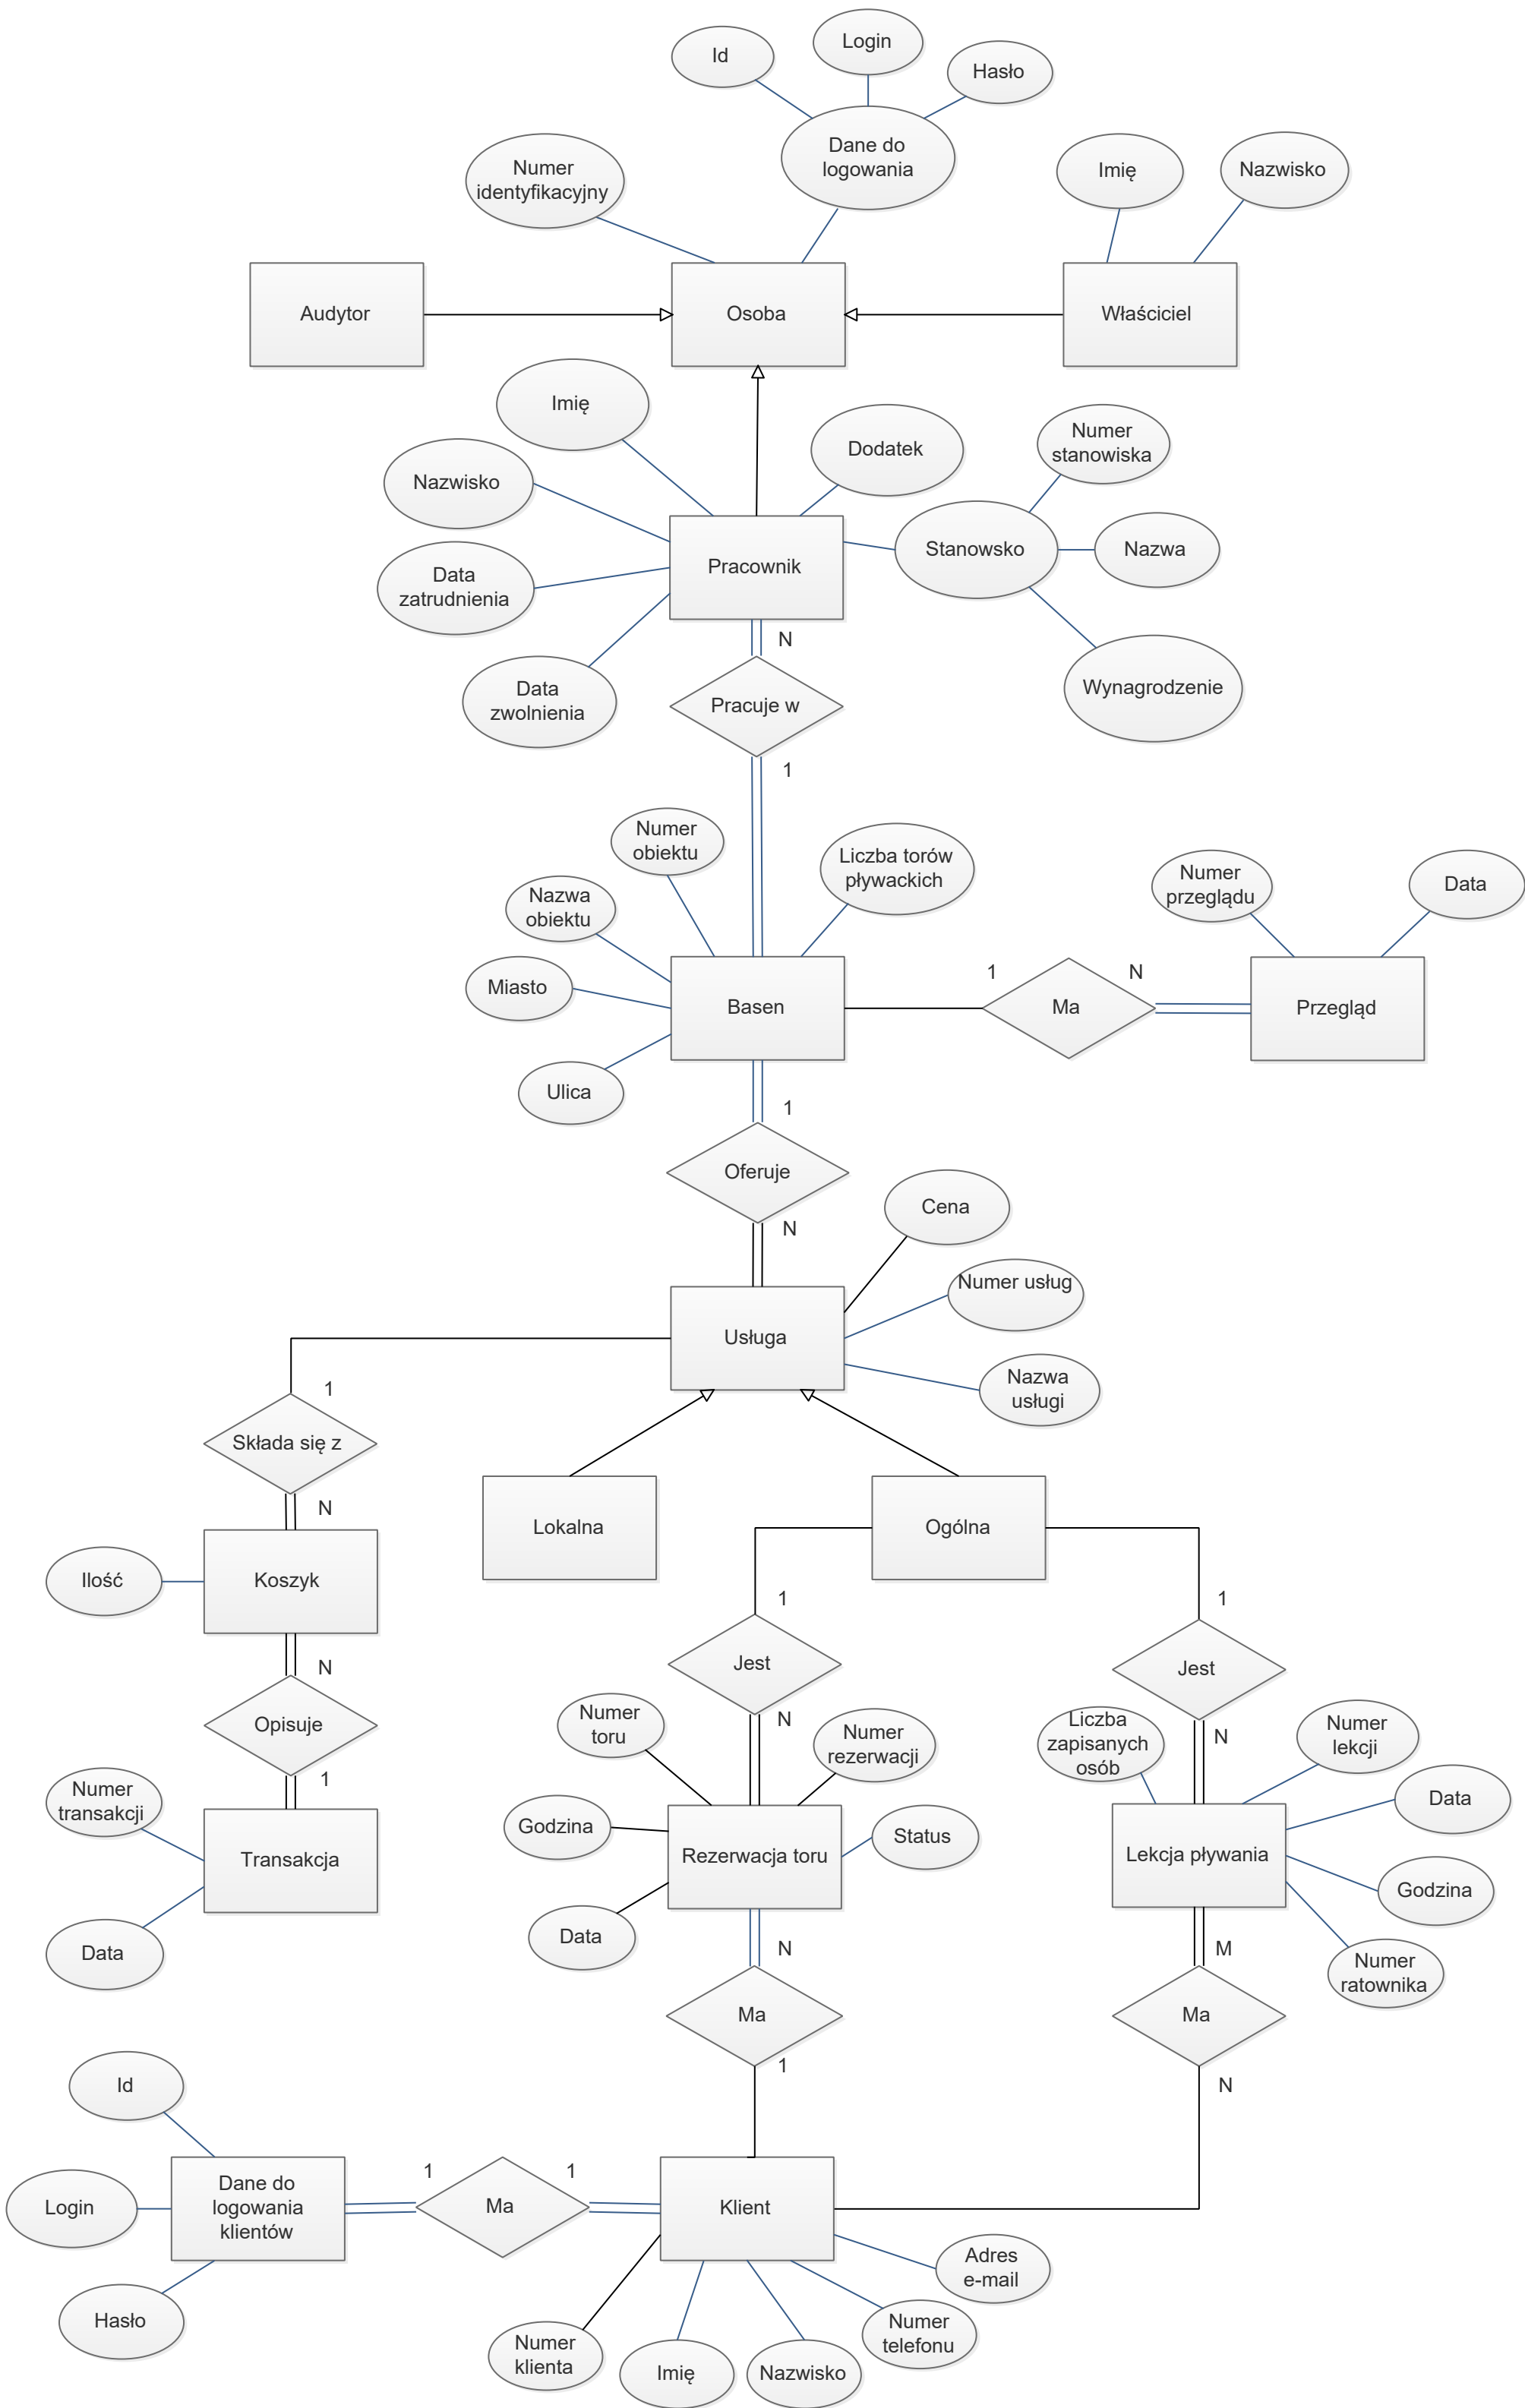 Id
Login
Hasło
Dane do
logowania
Numer
identyfikacyjny
Imię
Nazwisko
Audytor
Osoba
Właściciel
Imię
Dodatek
Numer
stanowiska
Nazwisko
Stanowsko
Nazwa
Data
zatrudnienia
Pracownik
N
Data
zwolnienia
Pracuje w
Wynagrodzenie
1
Numer
obiektu
Liczba torów
pływackich
Nazwa
obiektu
Numer
przeglądu
Data
Miasto
Basen
1
Ma
N
Przegląd
Ulica
1
Oferuje
N
Cena
Numer usług
Usługa
Nazwa
usługi
1
Składa się z
N
Lokalna
Ogólna
Ilość
Koszyk
1
1
N
Jest
Jest
Opisuje
N
N
Numer
toru
Numer
rezerwacji
Liczba
zapisanych
osób
Numer
lekcji
1
Numer
transakcji
Data
Godzina
Status
Transakcja
Rezerwacja toru
Lekcja pływania
Godzina
Data
Data
N
M
Numer
ratownika
Ma
Ma
1
N
Id
Login
Dane do
logowania
klientów
1
Ma
1
Klient
Hasło
Adres
e-mail
Numer
klienta
Imię
Nazwisko
Numer
telefonu